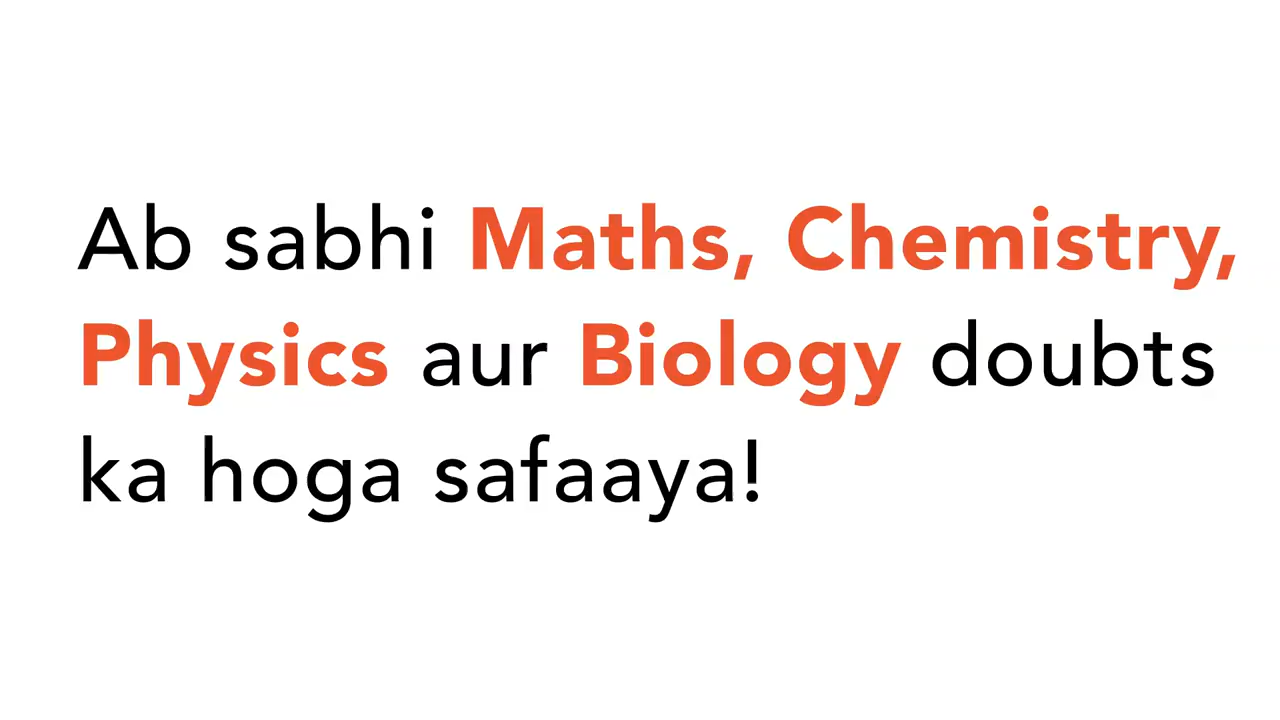 Ab sabhi Maths, Chemistry,
Physics aur Biology doubts
ka hoga safaaya!